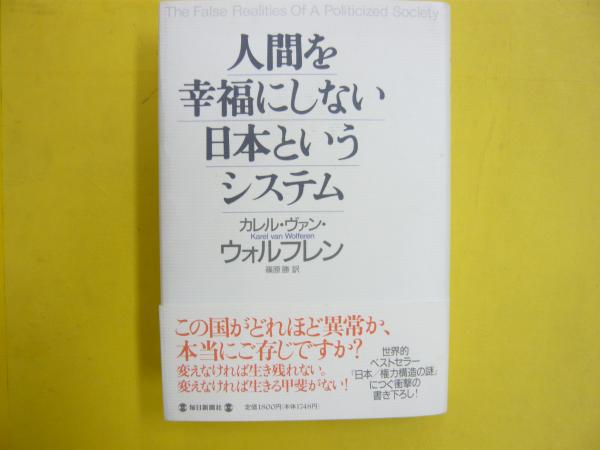 The False Realities Of A Politicized Society
人間を
幸福にしない
日本という
システム
カレル・ヴァン・
Karel van Wolferen
ウォルフレン
篠原 勝 訳
この国がどれほど異常か、
本当にご存じですか?
変えなければ生き残れない。
変えなければ生きる甲斐がない!
世界的
ベストセラー
『日本/権力構造の謎』
につぐ衝撃の
書き下ろし!
毎日新聞社
定価1800円(本体1748円)